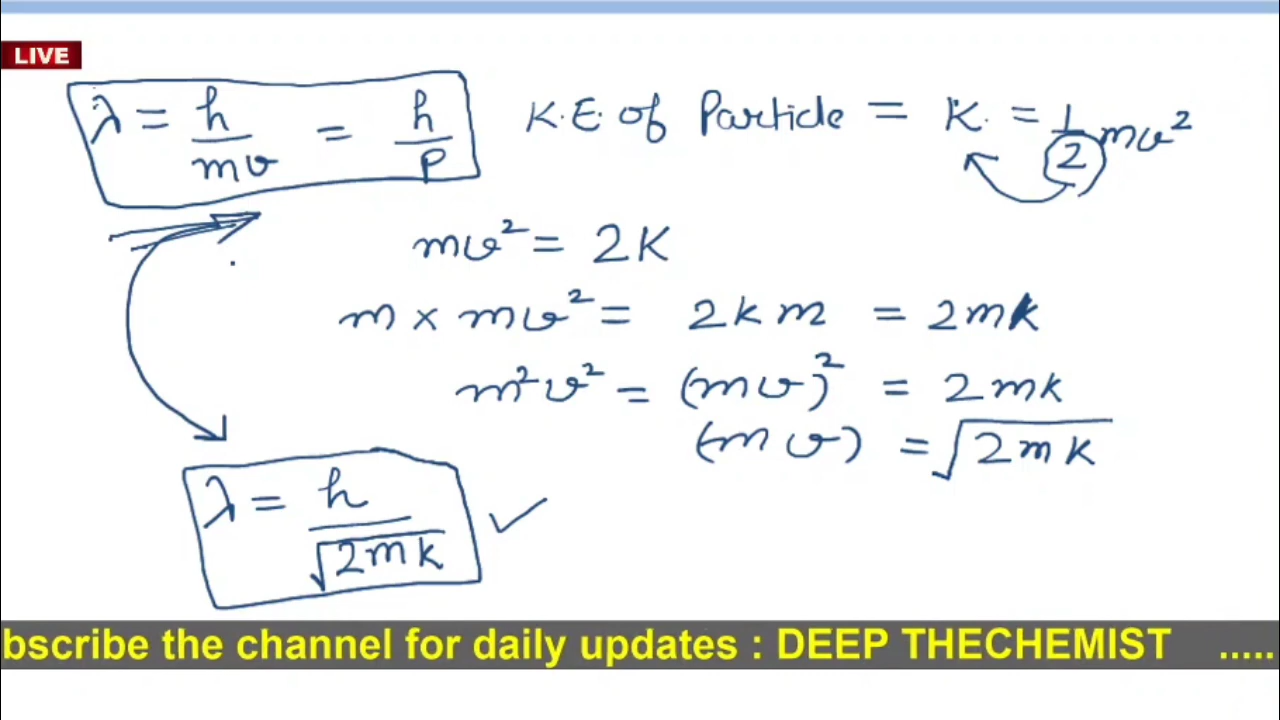 LIVE
λ = h/mv = h/p K.E. of Particle = K. = 1/2 mv²
mv² = 2K
m × mv² = 2km = 2mk
m²v² = (mv)² = 2mk
(mv) = √2mk
λ = h/√2mk ✓
bscribe the channel for daily updates : DEEP THECHEMIST .....